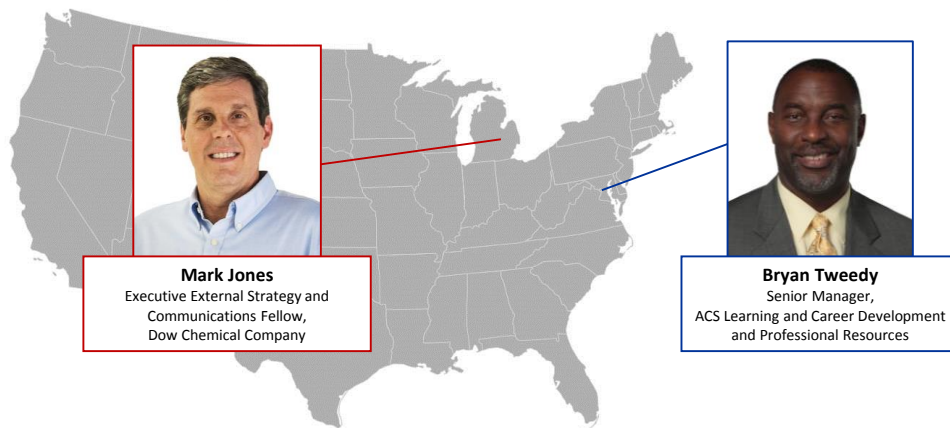 Mark Jones
Executive External Strategy and
Communications Fellow,
Dow Chemical Company
Bryan Tweedy
Senior Manager,
ACS Learning and Career Development
and Professional Resources